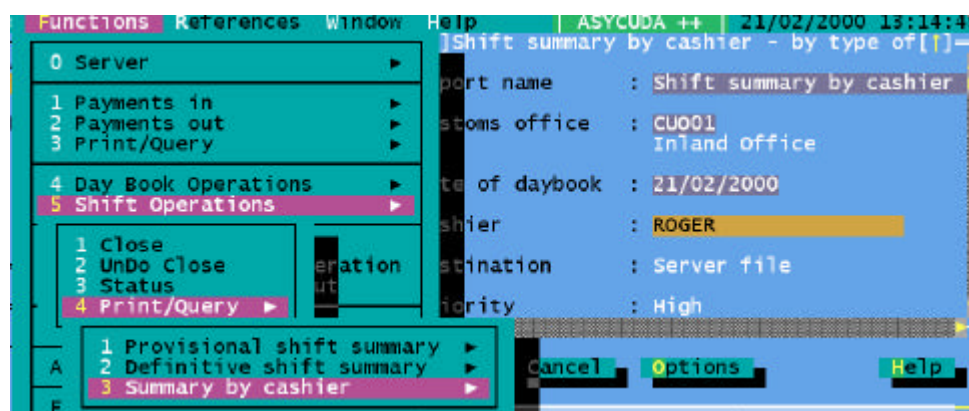 Functions References Window Help ASYCUDA ++ 21/02/2000 13:14:4
]Shift summary by cashier - by type of[↑]=
0 Server ►
port name : Shift summary by cashier
1 Payments in ►
2 Payments out ►
3 Print/Query ►
stoms office : CU001
Inland Office
4 Day Book Operations ►
te of daybook : 21/02/2000
5 Shift Operations ►
shier : ROGER
1 Close
2 UnDo Close
3 Status
4 Print/Query ►
eration
ut
stination : Server file
iority : High
1 Provisional shift summary ►
2 Definitive shift summary ►
3 Summary by cashier ►
A
Cancel Options Help